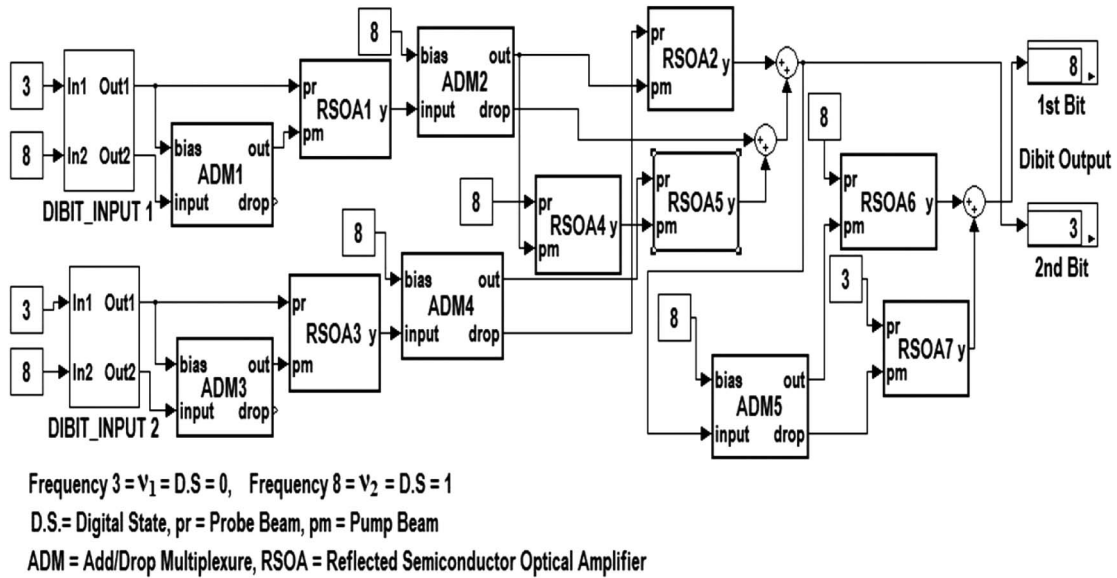 3
8
In1 Out1
In2 Out2
DIBIT_INPUT 1
bias out
ADM1
input drop
pr
RSOA1
y
pm
8
bias out
ADM2
input drop
pr
RSOA2
y
pm
8
pr
RSOA4
y
pm
pr
RSOA5
y
pm
8
pr
RSOA6
y
pm
8
1st Bit
Dibit Output
3
2nd Bit
3
8
In1 Out1
In2 Out2
DIBIT_INPUT 2
bias out
ADM3
input drop
pr
RSOA3
y
pm
8
bias out
ADM4
input drop
8
bias out
ADM5
input drop
3
pr
RSOA7
y
pm
Frequency 3 = ν1 = D.S = 0, Frequency 8 = ν2 = D.S = 1
D.S.= Digital State, pr = Probe Beam, pm = Pump Beam
ADM = Add/Drop Multiplexure, RSOA = Reflected Semiconductor Optical Amplifier